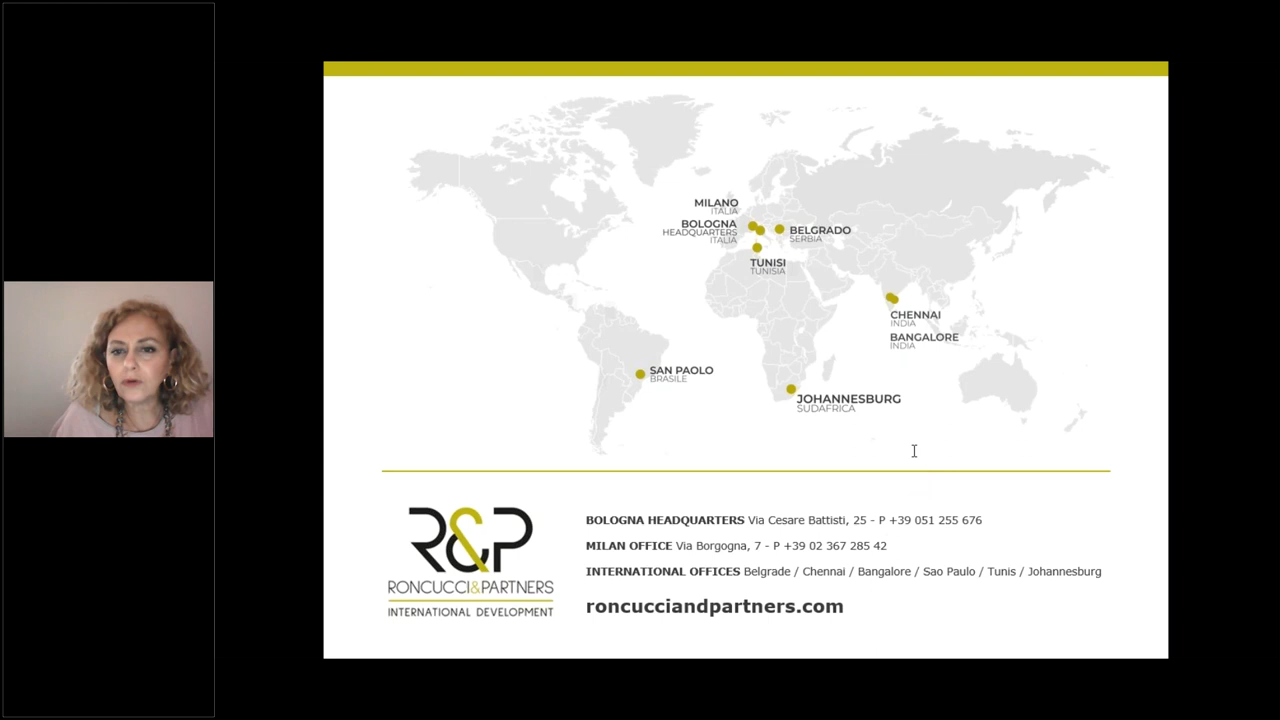 MILANO
ITALIA
BOLOGNA
HEADQUARTERS
ITALIA
BELGRADO
SERBIA
TUNISI
TUNISIA
CHENNAI
INDIA
BANGALORE
INDIA
SAN PAOLO
BRASILE
JOHANNESBURG
SUDAFRICA
R&P
RONCUCCI&PARTNERS
INTERNATIONAL DEVELOPMENT
BOLOGNA HEADQUARTERS Via Cesare Battisti, 25 - P +39 051 255 676
MILAN OFFICE Via Borgogna, 7 - P +39 02 367 285 42
INTERNATIONAL OFFICES Belgrade / Chennai / Bangalore / Sao Paulo / Tunis / Johannesburg
roncucciandpartners.com